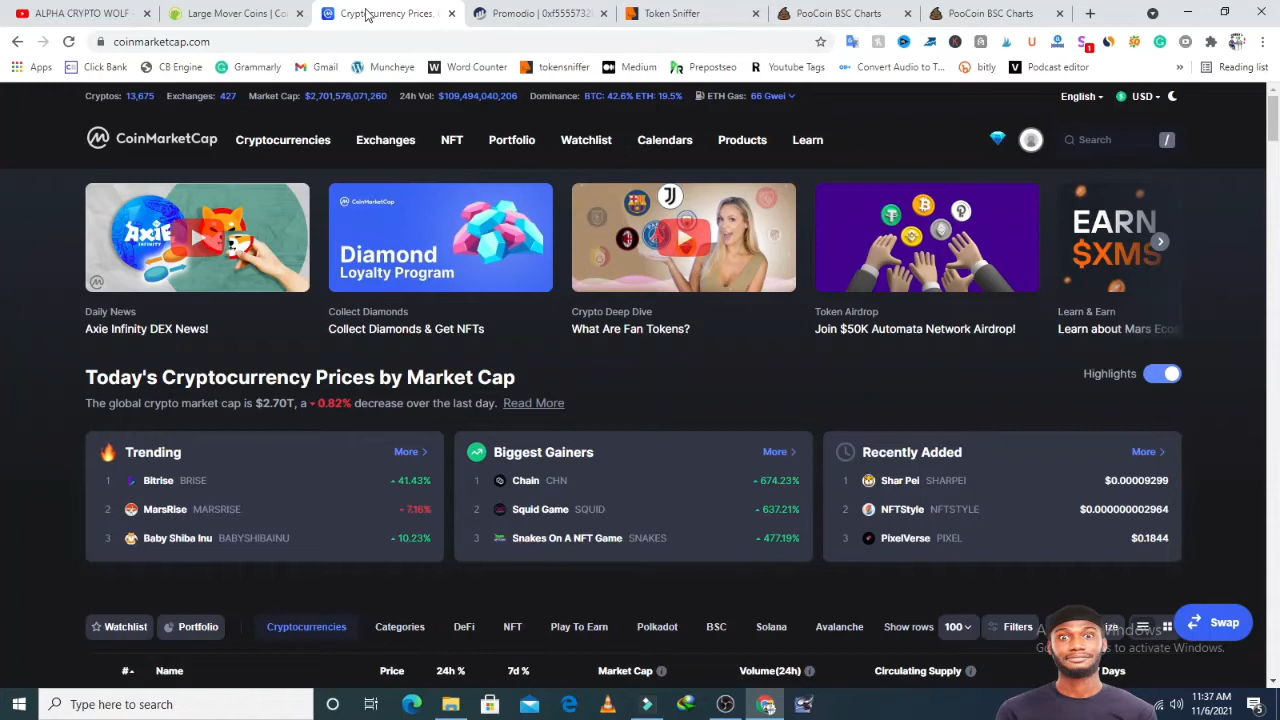 ALPHA CRYPTO WOLF -
Large Mover Coins | Co
Cryptocurrency Prices,
Promodio | 0xf5555732
Token Sniffer
PooCoin BSC Charts
PooCoin BSC Charts
coinmarketcap.com
Apps
Click Bank
CB Engine
Grammarly
Gmail
Muncheye
Word Counter
tokensniffer
Medium
Prepostseo
Youtube Tags
Convert Audio to T...
bitly
Podcast editor
Reading list
Cryptos: 13,675
Exchanges: 427
Market Cap: $2,701,578,071,260
24h Vol: $109,494,040,206
Dominance: BTC: 42.6% ETH: 19.5%
ETH Gas: 66 Gwei
English
USD
CoinMarketCap
Cryptocurrencies
Exchanges
NFT
Portfolio
Watchlist
Calendars
Products
Learn
Search
/
AXIE
INFINITY
CoinMarketCap
Diamond
Loyalty Program
EARN
$XMS
Daily News
Axie Infinity DEX News!
Collect Diamonds
Collect Diamonds & Get NFTs
Crypto Deep Dive
What Are Fan Tokens?
Token Airdrop
Join $50K Automata Network Airdrop!
Learn & Earn
Learn about Mars Ecos
Today's Cryptocurrency Prices by Market Cap
Highlights
The global crypto market cap is $2.70T, a 0.82% decrease over the last day. Read More
Trending
More
1 Bitrise BRISE 41.43%
2 MarsRise MARSRISE 7.16%
3 Baby Shiba Inu BABYSHIBAINU 10.23%
Biggest Gainers
More
1 Chain CHN 674.23%
2 Squid Game SQUID 637.21%
3 Snakes On A NFT Game SNAKES 477.19%
Recently Added
More
1 Shar Pei SHARPEI $0.00009299
2 NFTStyle NFTSTYLE $0.000000002964
3 PixelVerse PIXEL $0.1844
Watchlist
Portfolio
Cryptocurrencies
Categories
DeFi
NFT
Play To Earn
Polkadot
BSC
Solana
Avalanche
Show rows
100
Filters
Swap
to activate Windows.
#
Name
Price
24h %
7d %
Market Cap
Volume(24h)
Circulating Supply
Days
Type here to search
11:37 AM
11/6/2021